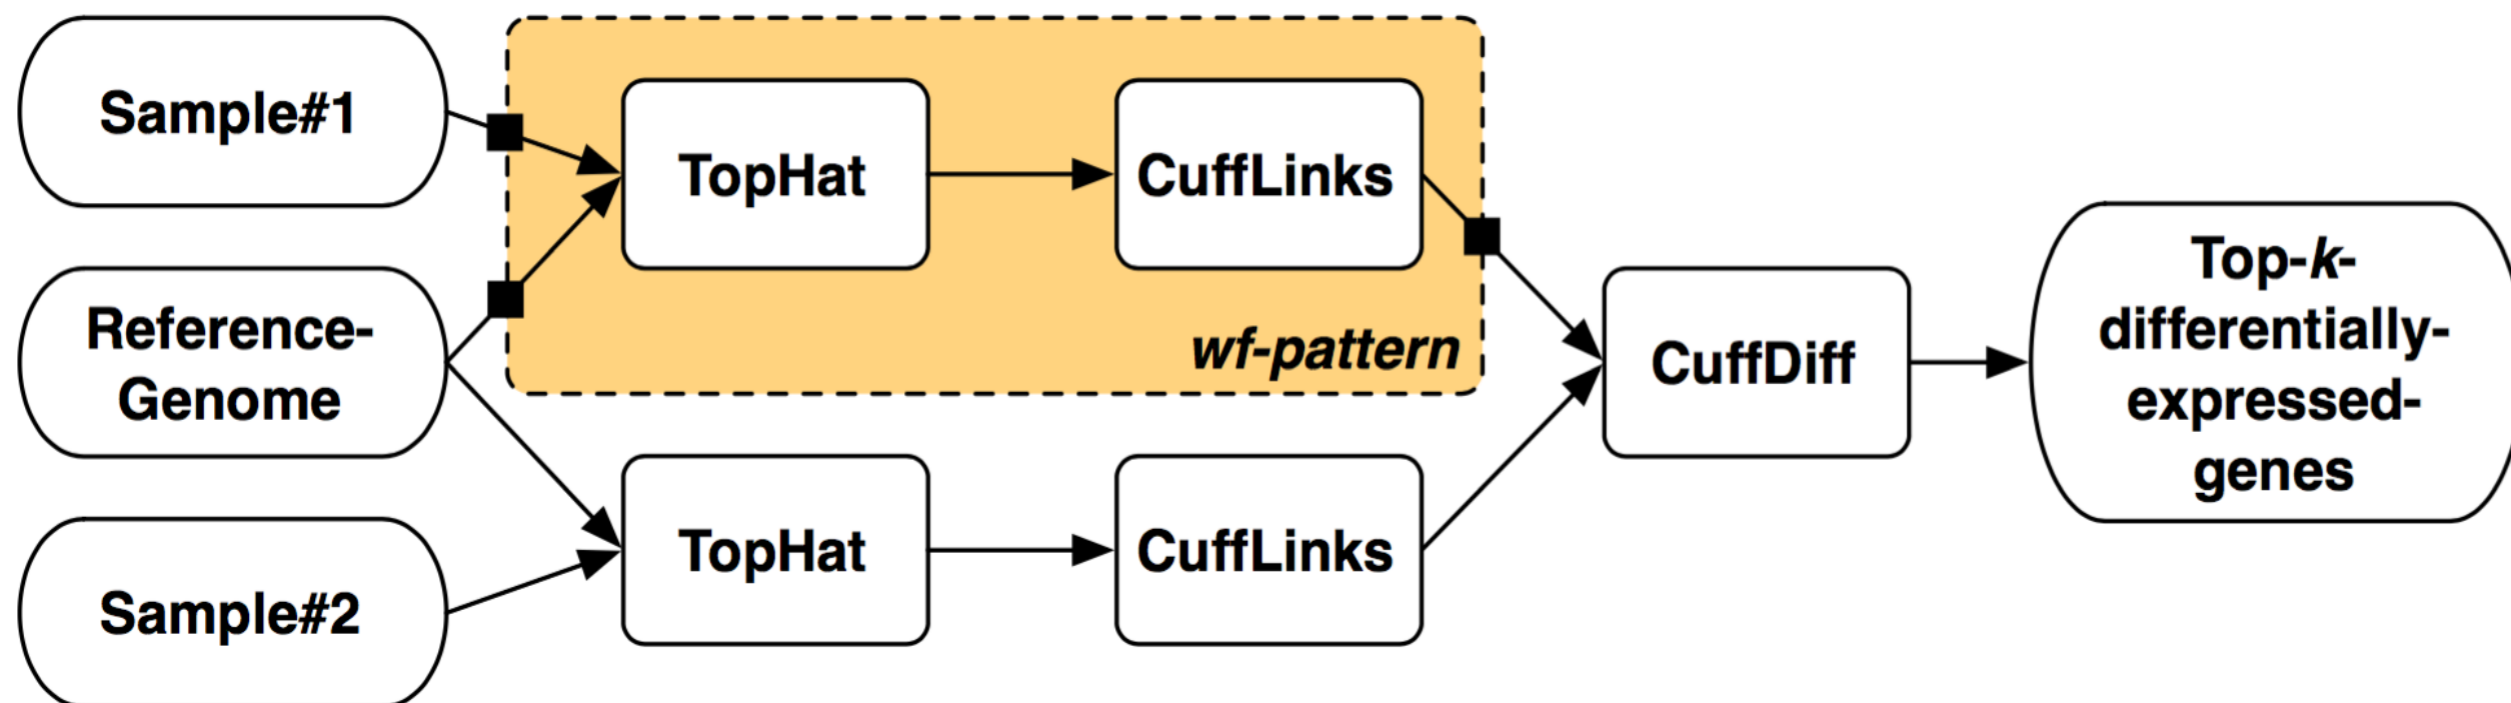 Sample#1
TopHat
CuffLinks
Reference-
Genome
wf-pattern
CuffDiff
Top-k-
differentially-
expressed-
genes
Sample#2
TopHat
CuffLinks